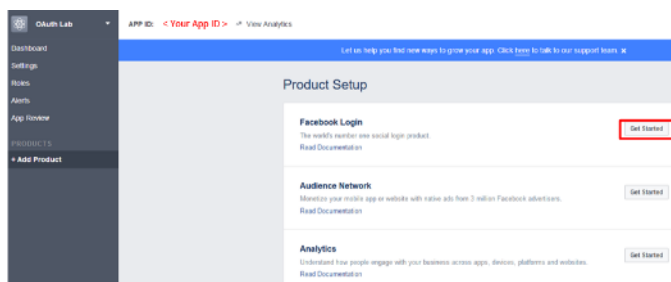 OAuth Lab
APP ID: < Your App ID > View Analytics
Dashboard
Settings
Roles
Alerts
App Review
PRODUCTS
+ Add Product
Let us help you find new ways to grow your app. Click here to talk to our support team. x
Product Setup
Facebook Login
The world's number one social login product.
Read Documentation
Get Started
Audience Network
Monetize your mobile app or website with native ads from 3 million Facebook advertisers.
Read Documentation
Get Started
Analytics
Understand how people engage with your business across apps, devices, platforms and websites.
Read Documentation
Get Started